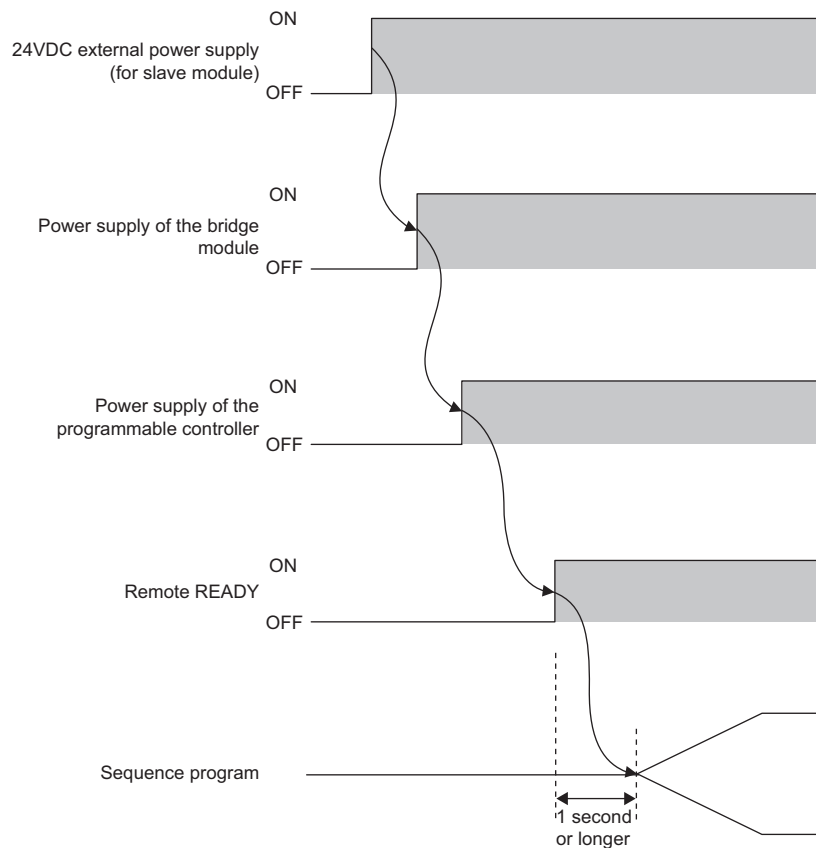 ON
24VDC external power supply
(for slave module)
OFF
ON
Power supply of the bridge
module
OFF
ON
Power supply of the
programmable controller
OFF
ON
Remote READY
OFF
Sequence program
1 second
or longer